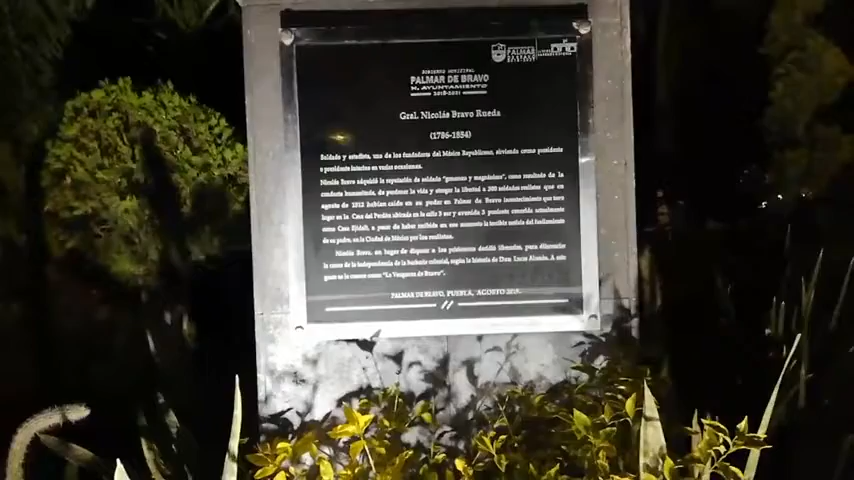 PALMAR
DE BRAVO
GOBIERNO MUNICIPAL
PALMAR DE BRAVO
H. AYUNTAMIENTO
2018-2021
Gral. Nicolás Bravo Rueda
(1786-1854)
Soldado y estadista, uno de los fundadores del México Republicano, sirviendo como presidente
o presidente interino en varias ocasiones.
Nicolás Bravo adquirió la reputación de soldado "generoso y magnánimo", como resultado de la
conducta humanitaria, de perdonar la vida y otorgar la libertad a 300 soldados realistas que en
agosto de 1812 habían caído en su poder en Palmar de Bravo (acontecimiento que tuvo
lugar en la Casa del Perdón ubicada en la calle 3 sur y avenida 3 poniente conocida actualmente
como Casa Ejidal), a pesar de haber recibido en ese momento la terrible noticia del fusilamiento
de su padre, en la Ciudad de México por los realistas.
Nicolás Bravo, en lugar de disparar a los prisioneros decidió liberarlos, para diferenciar
la causa de la independencia de la barbarie colonial, según la historia de Don Lucas Alamán. A este
gesto se le conoce como "La Venganza de Bravo".
PALMAR DE BRAVO, PUEBLA, AGOSTO